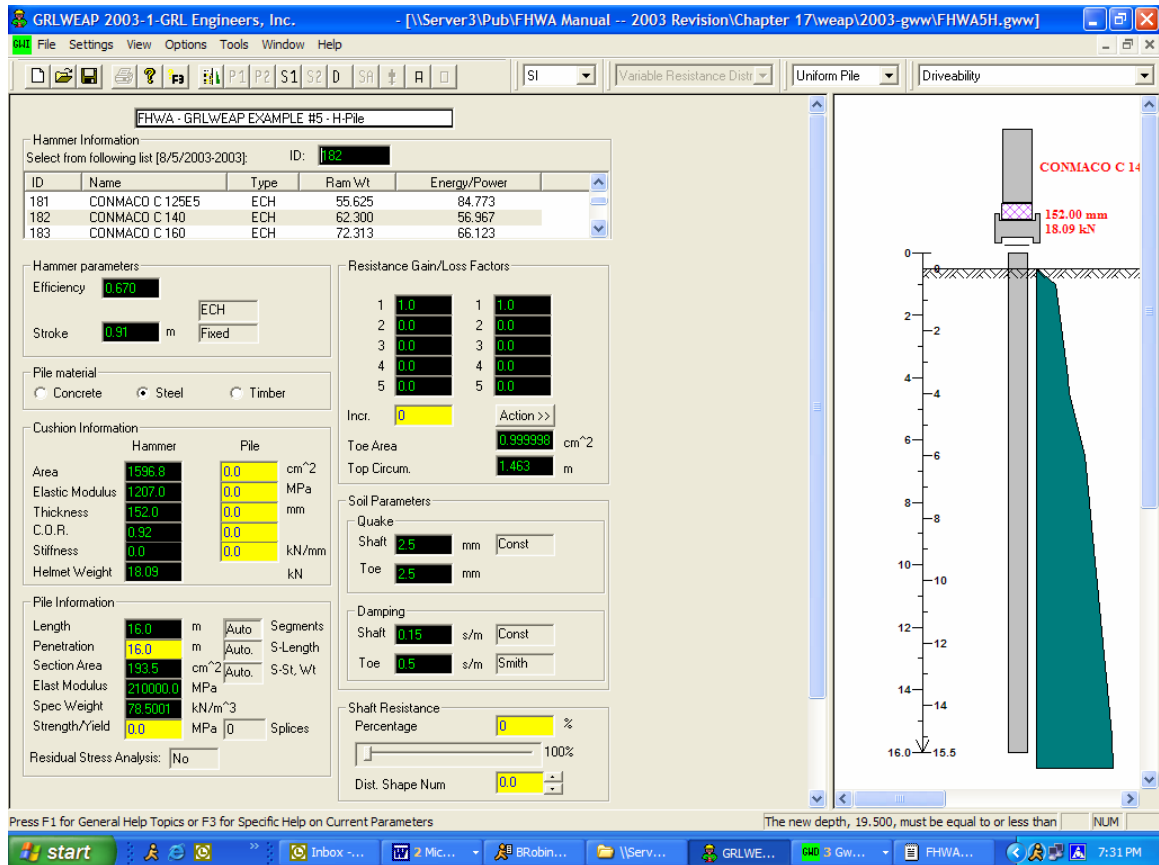 GRLWEAP 2003-1-GRL Engineers, Inc. - [\\Server3\Pub\FHWA Manual -- 2003 Revision\Chapter 17\weap\2003-gww\FHWA5H.gww]
GWI File Settings View Options Tools Window Help
F3 P1 P2 S1 S2 D SA A SI Variable Resistance Distr Uniform Pile Driveability
FHWA - GRLWEAP EXAMPLE #5 - H-Pile
Hammer Information
Select from following list [8/5/2003-2003]: ID: 182
ID Name Type Ram Wt Energy/Power
181 CONMACO C 125E5 ECH 55.625 84.773
182 CONMACO C 140 ECH 62.300 56.967
183 CONMACO C 160 ECH 72.313 66.123
Hammer parameters
Efficiency 0.670
ECH
Stroke 0.91 m Fixed
Pile material
Concrete Steel Timber
Cushion Information
Hammer Pile
Area 1596.8 0.0 cm^2
Elastic Modulus 1207.0 0.0 MPa
Thickness 152.0 0.0 mm
C.O.R. 0.92 0.0
Stiffness 0.0 0.0 kN/mm
Helmet Weight 18.09 kN
Pile Information
Length 16.0 m Auto Segments
Penetration 16.0 m Auto. S-Length
Section Area 193.5 cm^2 Auto. S-St, Wt
Elast Modulus 210000.0 MPa
Spec Weight 78.5001 kN/m^3
Strength/Yield 0.0 MPa 0 Splices
Residual Stress Analysis: No
Resistance Gain/Loss Factors
1 1.0 1 1.0
2 0.0 2 0.0
3 0.0 3 0.0
4 0.0 4 0.0
5 0.0 5 0.0
Incr. 0 Action >>
Toe Area 0.999998 cm^2
Top Circum. 1.463 m
Soil Parameters
Quake
Shaft 2.5 mm Const
Toe 2.5 mm
Damping
Shaft 0.15 s/m Const
Toe 0.5 s/m Smith
Shaft Resistance
Percentage 0 %
100%
Dist. Shape Num 0.0
CONMACO C 14
152.00 mm
18.09 kN
0
0
2
2
4
4
6
6
8
8
10
10
12
12
14
14
16.0 15.5
Press F1 for General Help Topics or F3 for Specific Help on Current Parameters The new depth, 19.500, must be equal to or less than NUM
start Inbox -... 2 Mic... BRobin... \\Serv... GRLWE... 3 Gw... FHWA... 7:31 PM